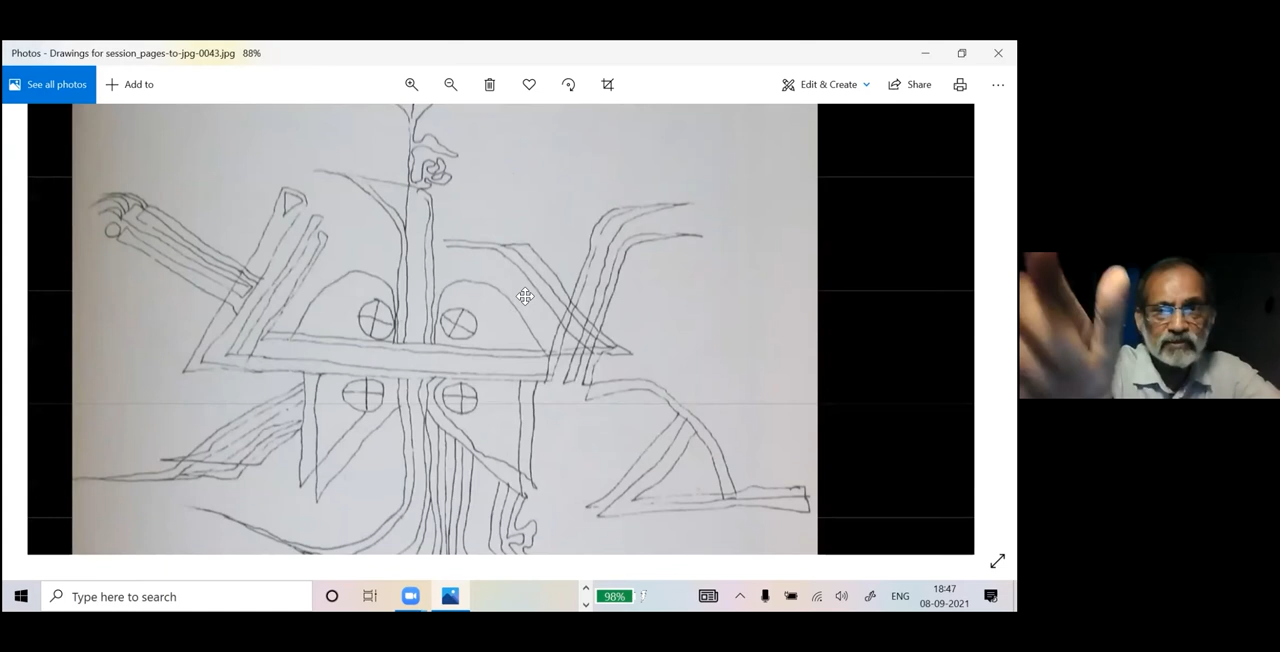 Photos - Drawings for session_pages-to-jpg-0043.jpg 88%
See all photos
Add to
Edit & Create
Share
Type here to search
98%
ENG
18:47
08-09-2021